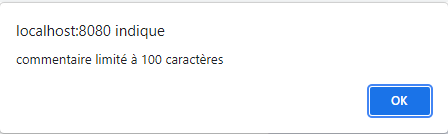 localhost:8080 indique
commentaire limité à 100 caractères
OK